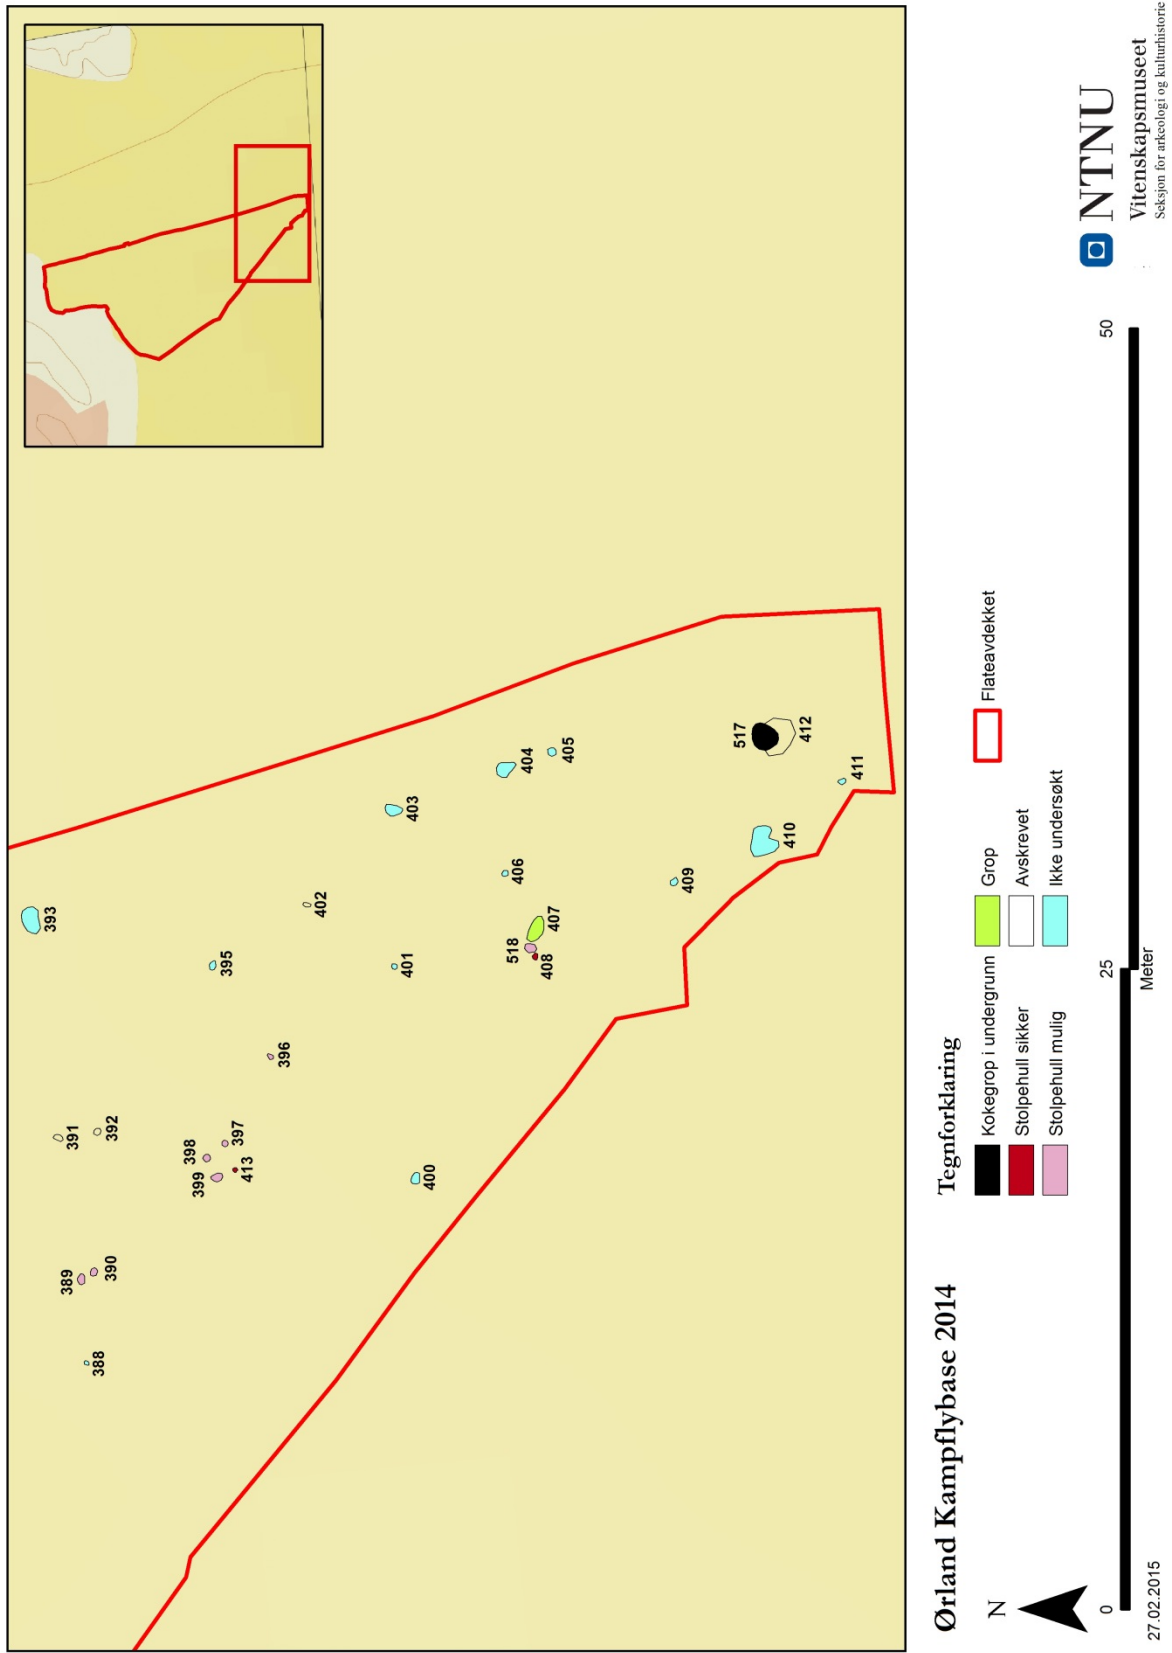 393
391
392
389
390
388
395
398
397
399
413
396
402
403
401
400
404
405
406
518
407
408
409
517
412
410
411
Ørland Kampflybase 2014
Tegnforklaring
Kokegrop i undergrunn
Grop
Flateavdekket
Stolpehull sikker
Avskrevet
Stolpehull mulig
Ikke undersøkt
N
0
25
50
Meter
27.02.2015
NTNU
Vitenskapsmuseet
Seksjon for arkeologi og kulturhistorie